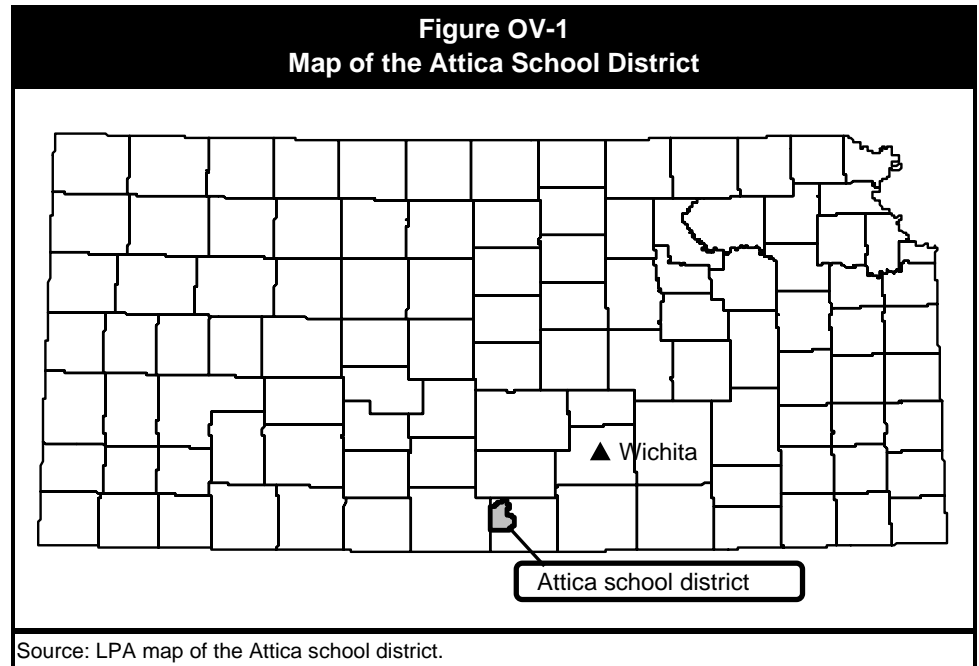 Figure OV-1
Map of the Attica School District
Wichita
Attica school district
Source: LPA map of the Attica school district.